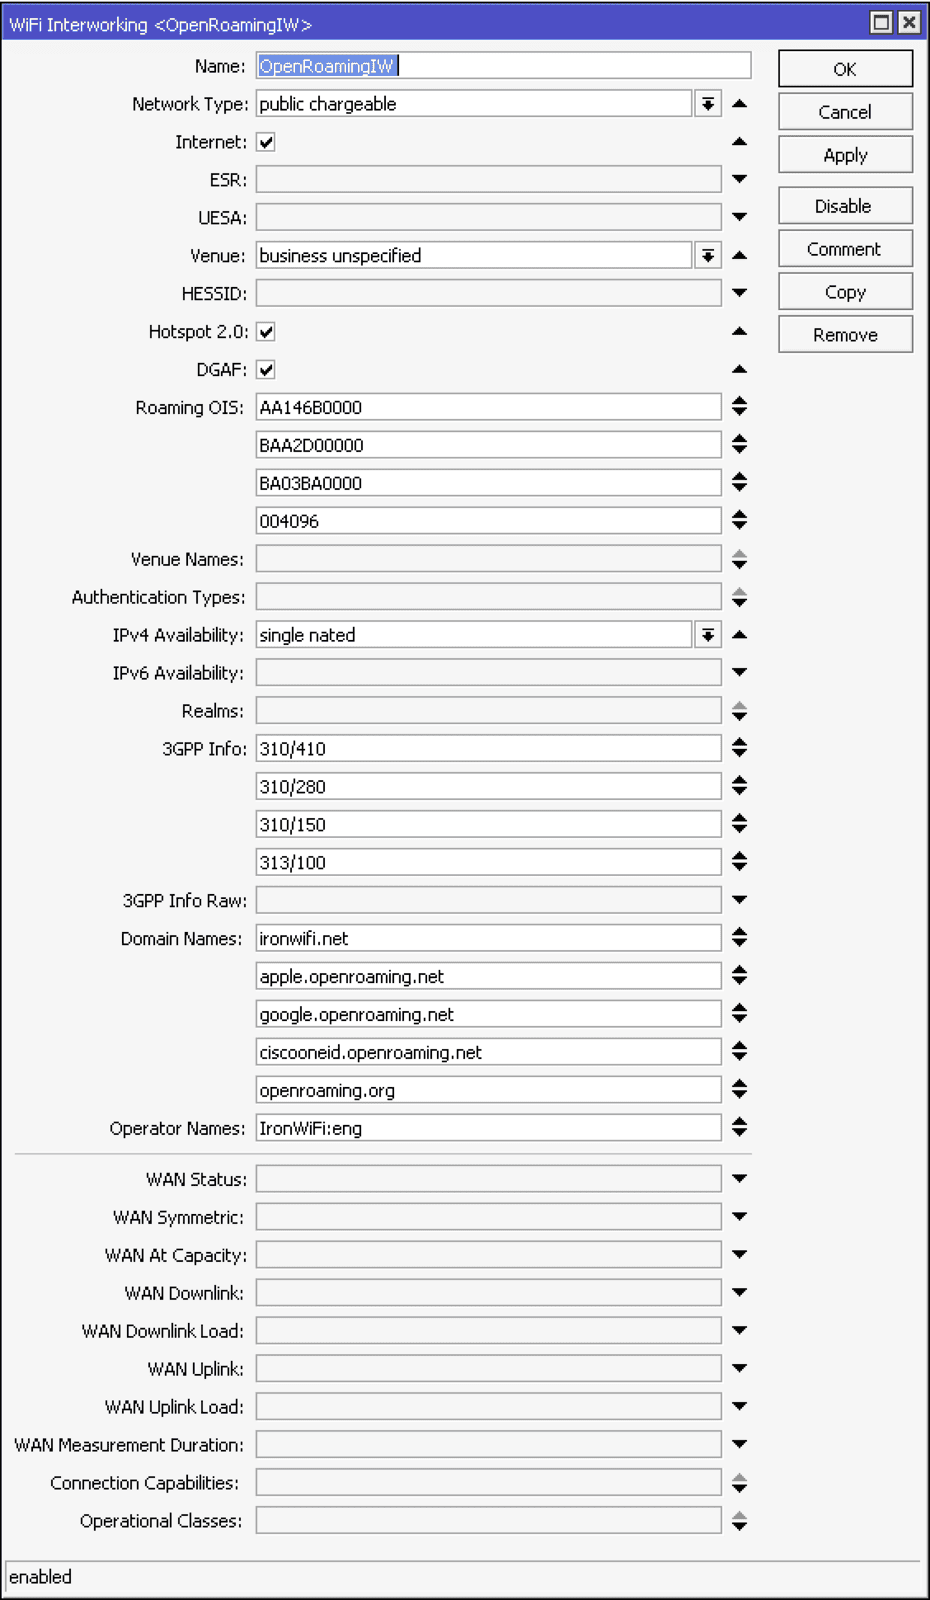 WiFi Interworking <OpenRoamingIW>
Name: OpenRoamingIW
OK
Network Type: public chargeable
Cancel
Internet:
Apply
ESR:
Disable
UESA:
Venue: business unspecified
Comment
HESSID:
Copy
Hotspot 2.0:
Remove
DGAF:
Roaming OIS: AA146B0000
BAA2D00000
BA03BA0000
004096
Venue Names:
Authentication Types:
IPv4 Availability: single nated
IPv6 Availability:
Realms:
3GPP Info: 310/410
310/280
310/150
313/100
3GPP Info Raw:
Domain Names: ironwifi.net
apple.openroaming.net
google.openroaming.net
ciscooneid.openroaming.net
openroaming.org
Operator Names: IronWiFi:eng
WAN Status:
WAN Symmetric:
WAN At Capacity:
WAN Downlink:
WAN Downlink Load:
WAN Uplink:
WAN Uplink Load:
WAN Measurement Duration:
Connection Capabilities:
Operational Classes:
enabled